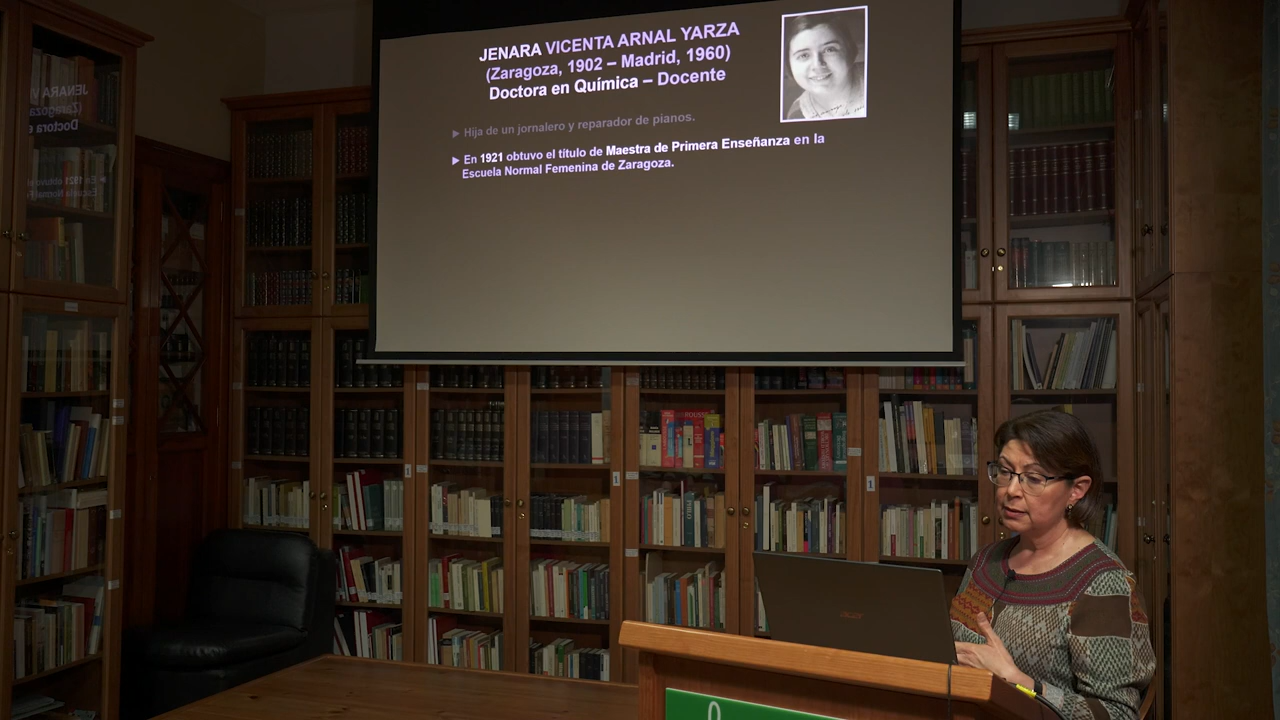 JENARA VICENTA ARNAL YARZA
(Zaragoza, 1902 – Madrid, 1960)
Doctora en Química – Docente
Hija de un jornalero y reparador de pianos.
En 1921 obtuvo el título de Maestra de Primera Enseñanza en la
Escuela Normal Femenina de Zaragoza.
acer